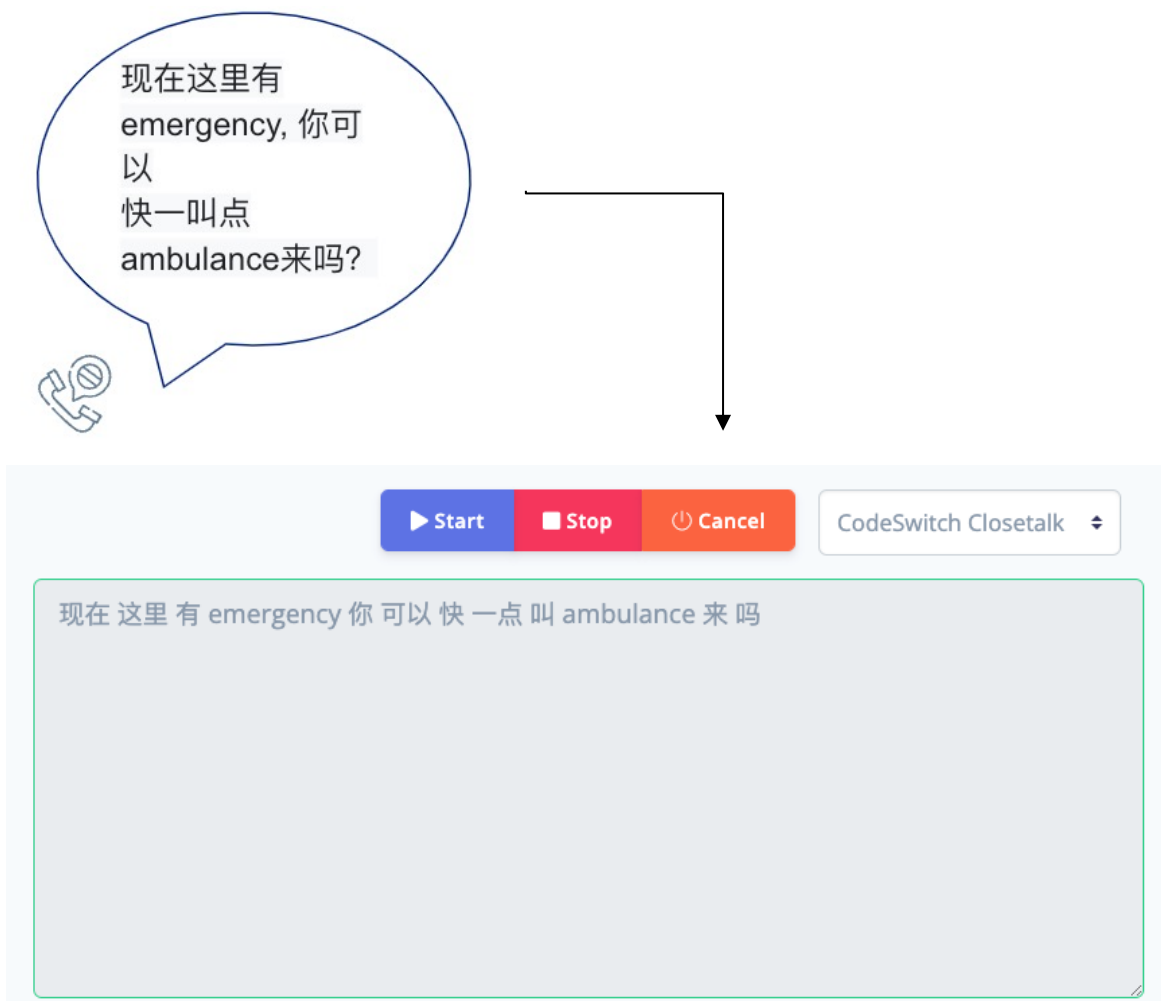 现在这里有
emergency, 你可
以
快一叫点
ambulance来吗?
Start Stop Cancel CodeSwitch Closetalk
现在 这里 有 emergency 你 可以 快 一点 叫 ambulance 来 吗